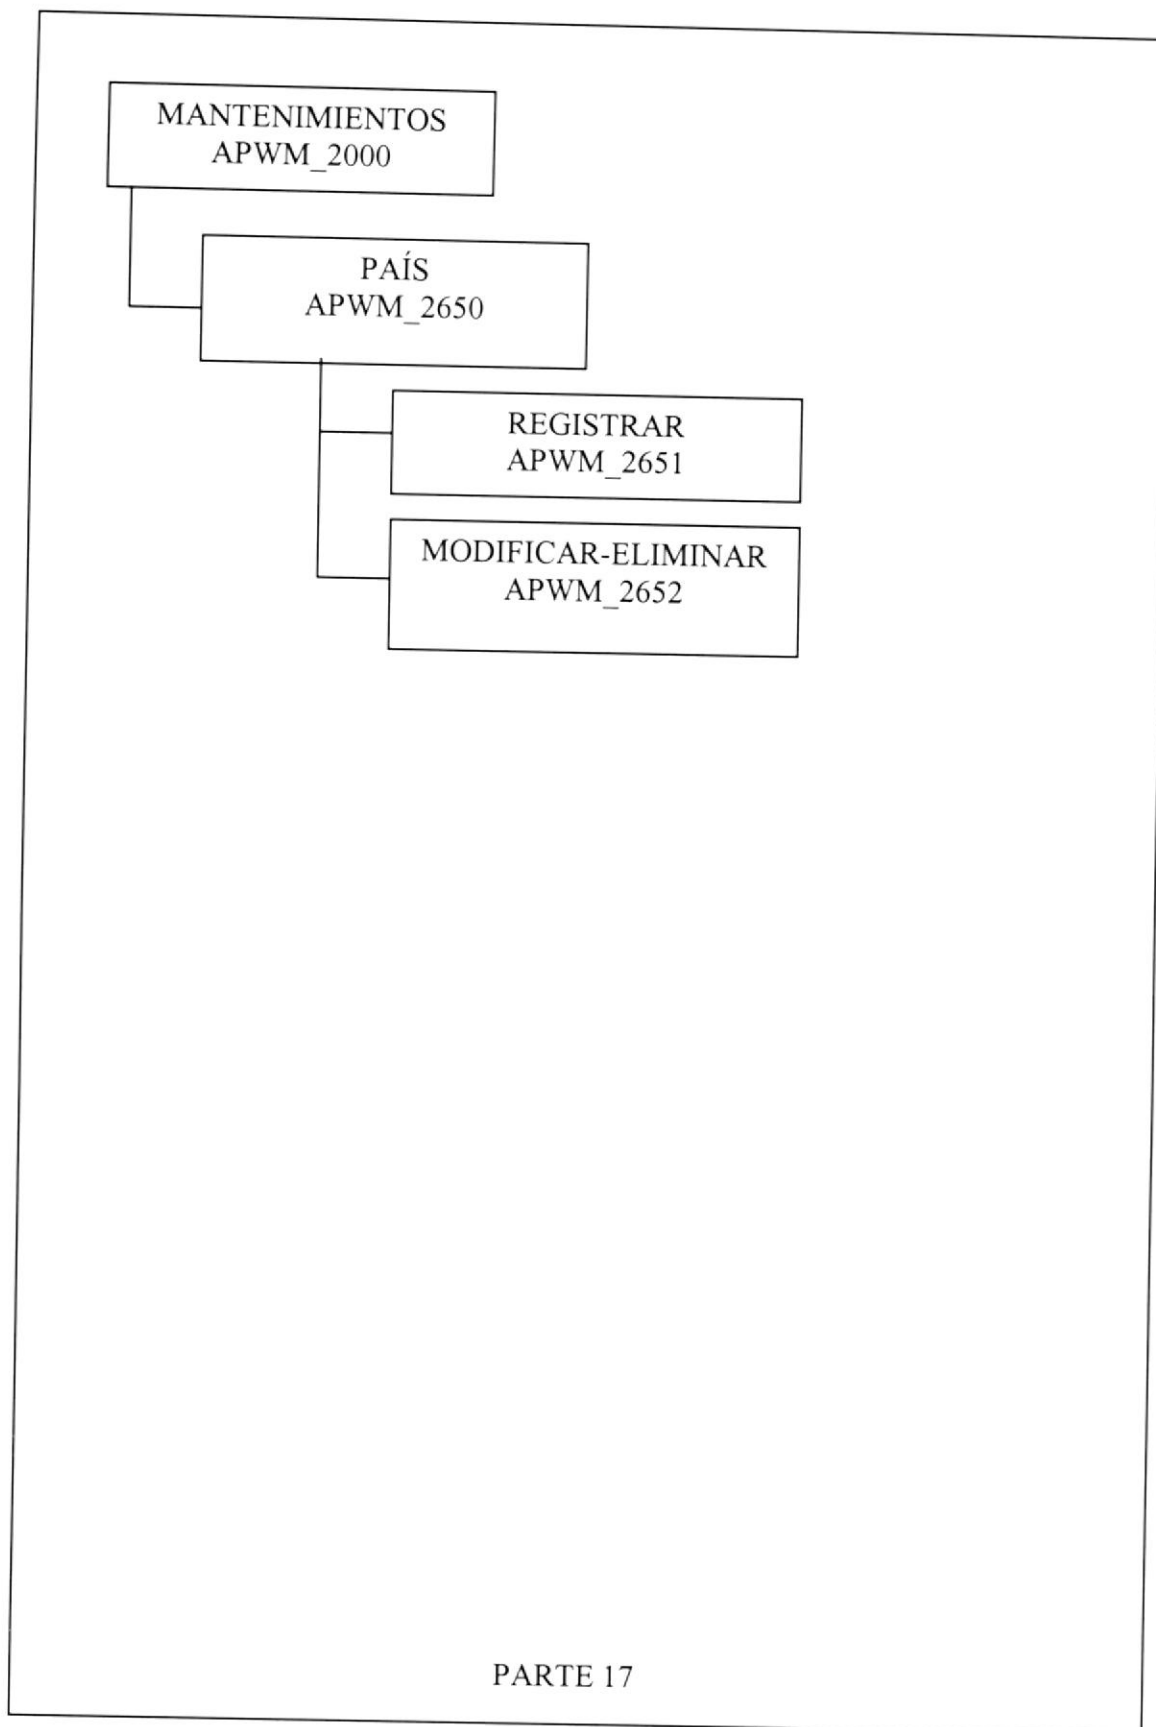 MANTENIMIENTOS
APWM_2000
PAÍS
APWM_2650
REGISTRAR
APWM_2651
MODIFICAR-ELIMINAR
APWM_2652
PARTE 17